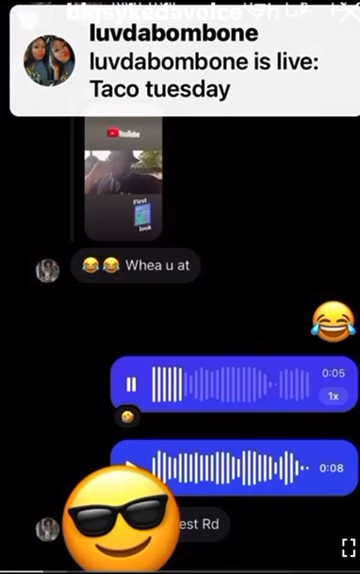 luvdabombone
luvdabombone is live:
Taco tuesday
YouTube
First
look
Whea u at
0:05
1x
0:08
est Rd